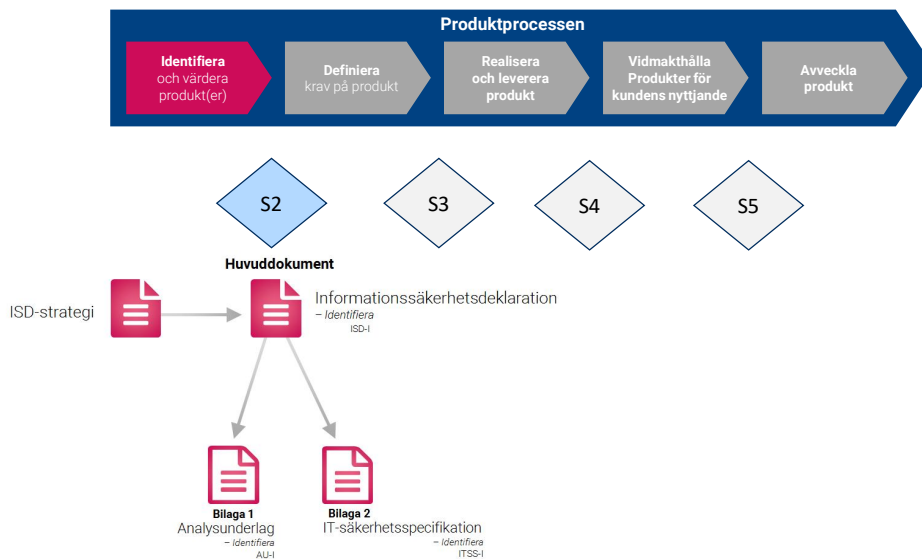 Produktprocessen
Identifiera
och värdera
produkt(er)
Definiera
krav på produkt
Realisera
och leverera
produkt
Vidmakthålla
Produkter för
kundens nyttjande
Avveckla
produkt
S2
S3
S4
S5
Huvuddokument
ISD-strategi
Informationssäkerhetsdeklaration
– Identifiera
ISD-I
Bilaga 1
Analysunderlag
– Identifiera
AU-I
Bilaga 2
IT-säkerhetsspecifikation
– Identifiera
ITSS-I